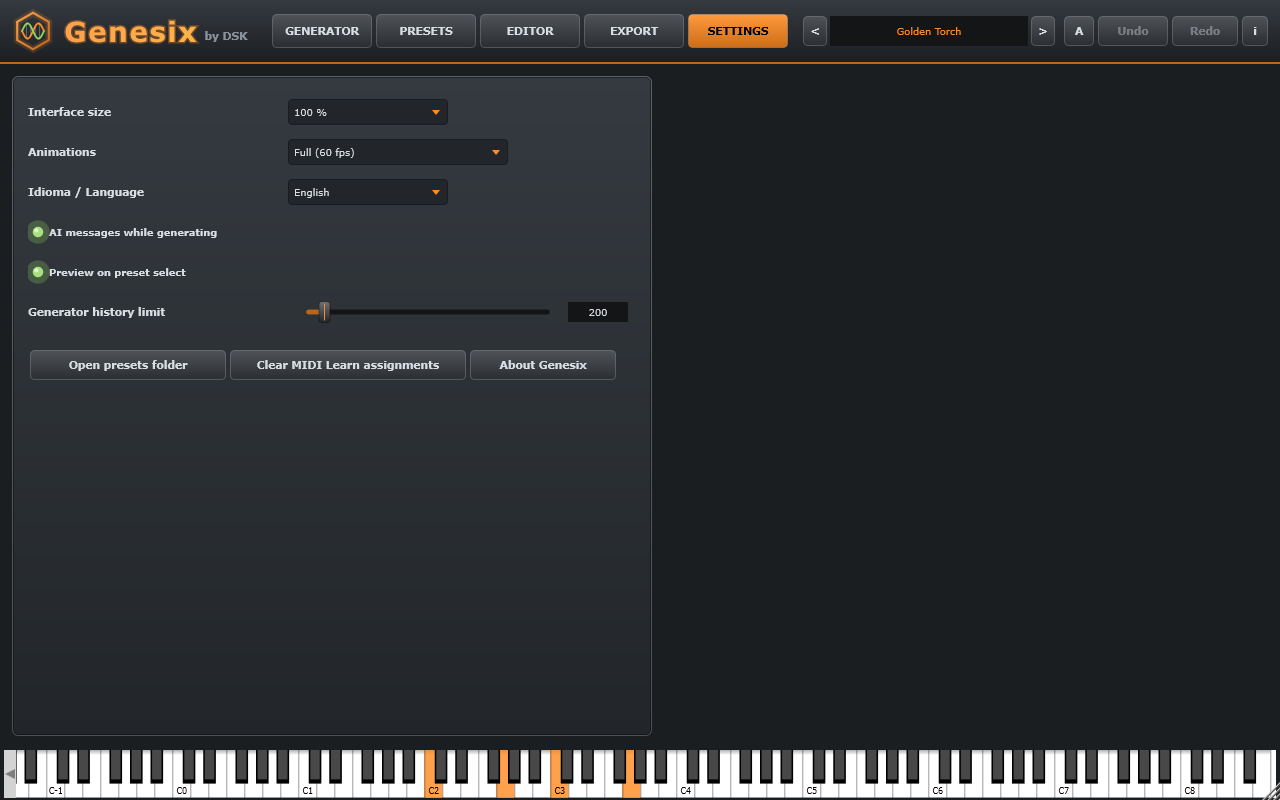 Genesix by DSK GENERATOR PRESETS EDITOR EXPORT SETTINGS < Golden Torch > A Undo Redo i
Interface size 100 %
Animations Full (60 fps)
Idioma / Language English
AI messages while generating
Preview on preset select
Generator history limit 200
Open presets folder Clear MIDI Learn assignments About Genesix
C-1 C0 C1 C2 C3 C4 C5 C6 C7 C8